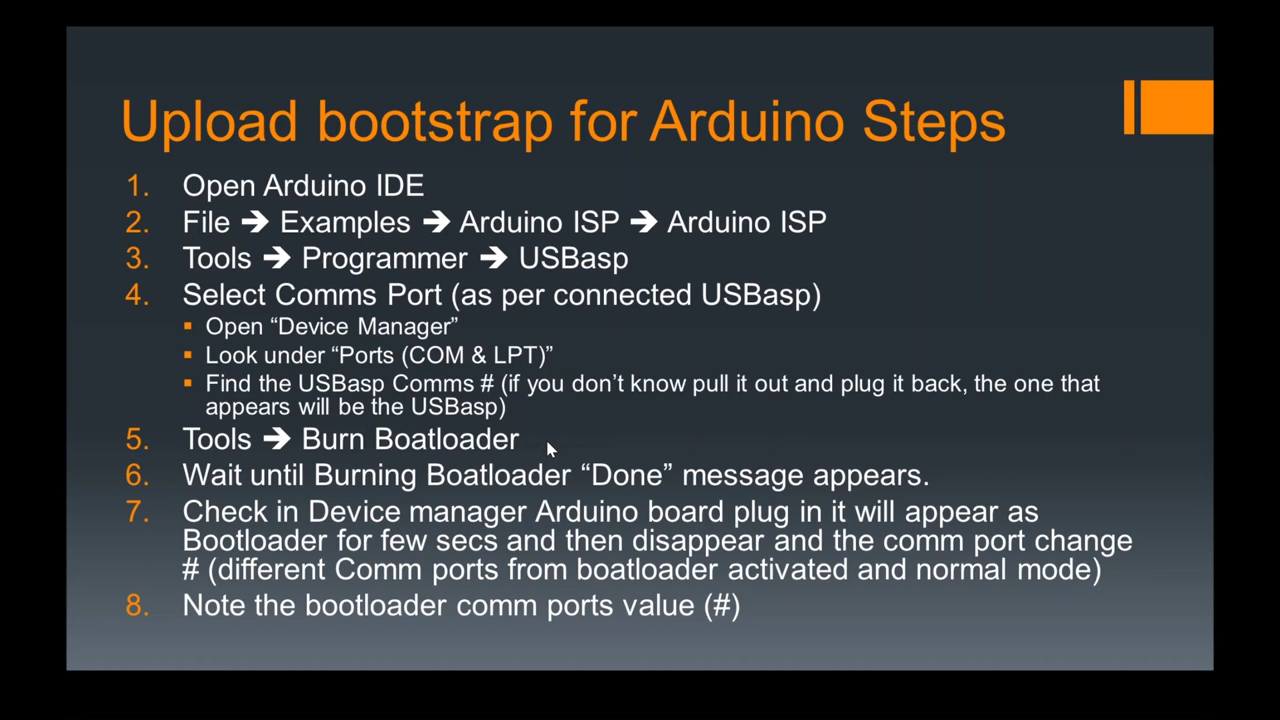 Upload bootstrap for Arduino Steps
1. Open Arduino IDE
2. File ➔ Examples ➔ Arduino ISP ➔ Arduino ISP
3. Tools ➔ Programmer ➔ USBasp
4. Select Comms Port (as per connected USBasp)
▪ Open “Device Manager”
▪ Look under “Ports (COM & LPT)”
▪ Find the USBasp Comms # (if you don’t know pull it out and plug it back, the one that
appears will be the USBasp)
5. Tools ➔ Burn Boatloader
6. Wait until Burning Boatloader “Done” message appears.
7. Check in Device manager Arduino board plug in it will appear as
Bootloader for few secs and then disappear and the comm port change
# (different Comm ports from boatloader activated and normal mode)
8. Note the bootloader comm ports value (#)